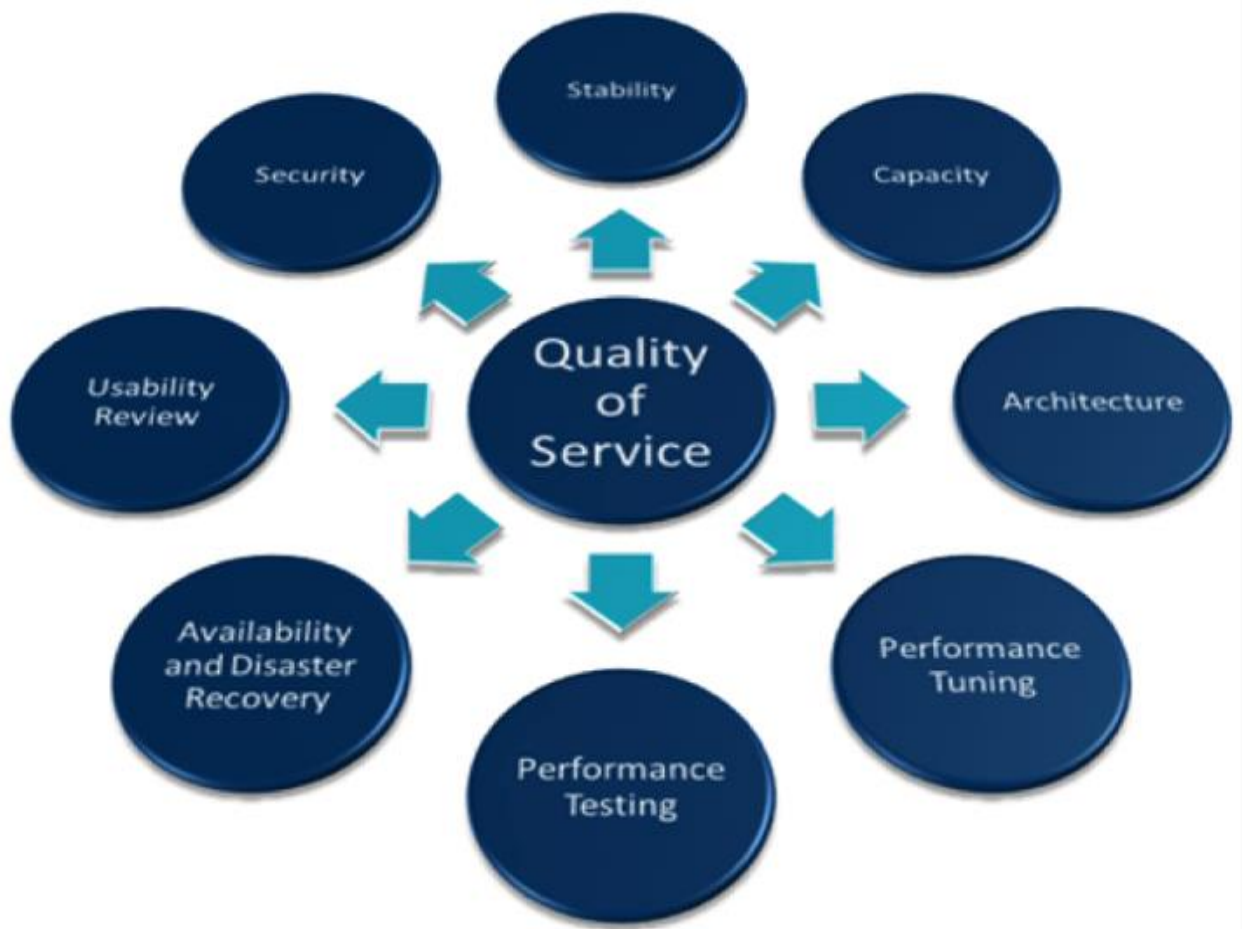 Stability
Security
Capacity
Quality
of
Service
Usability
Review
Architecture
Availability
and Disaster
Recovery
Performance
Tuning
Performance
Testing